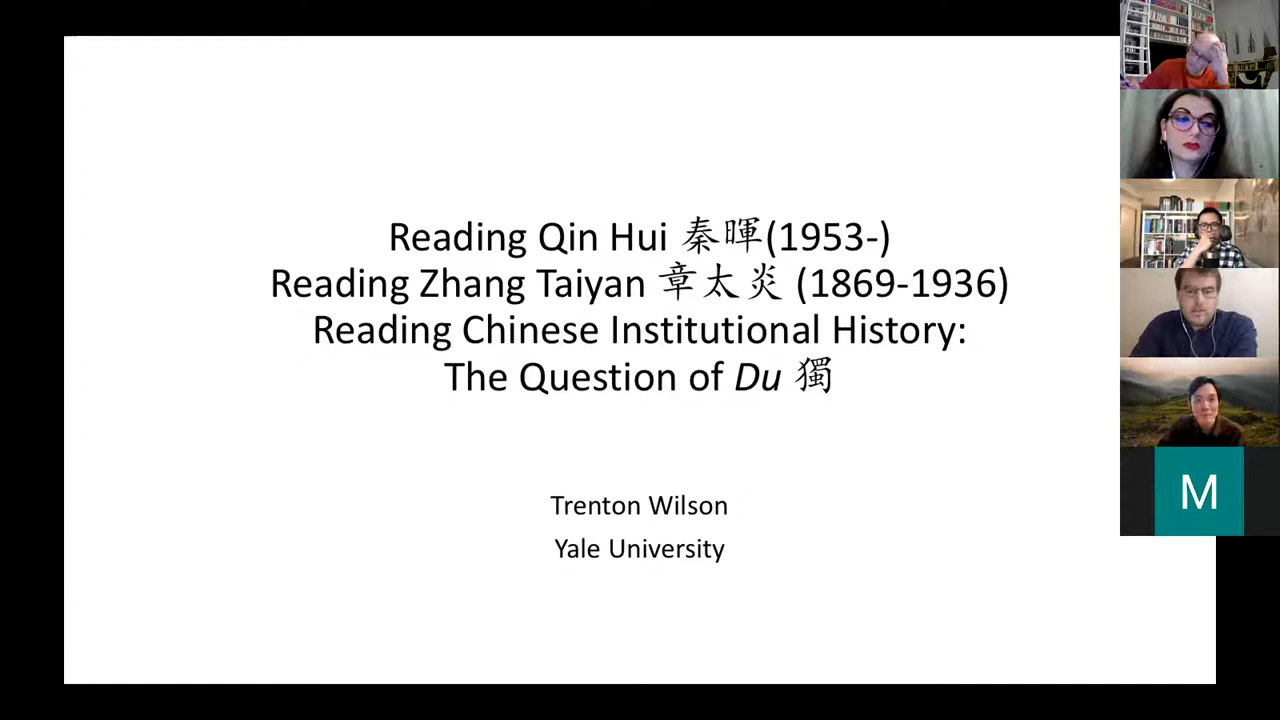 Reading Qin Hui 秦暉(1953-)
Reading Zhang Taiyan 章太炎 (1869-1936)
Reading Chinese Institutional History:
The Question of Du 獨
Trenton Wilson
Yale University
M